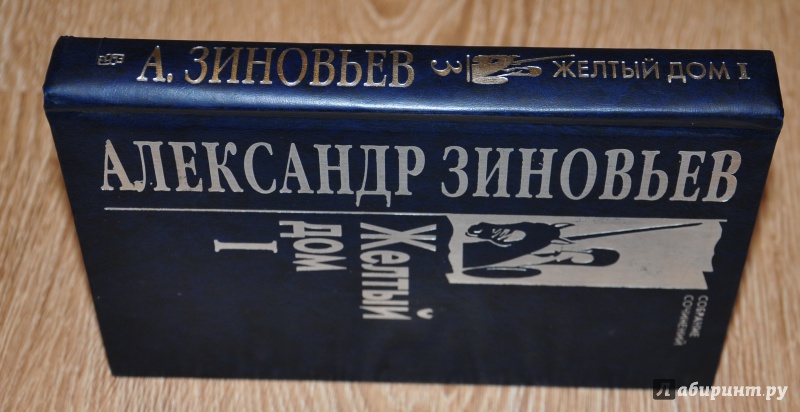 А. ЗИНОВЬЕВ
3
ЖЕЛТЫЙ ДОМ I
АЛЕКСАНДР ЗИНОВЬЕВ
Желтый
дом
I
СОБРАНИЕ
СОЧИНЕНИЙ
Лабиринт.ру